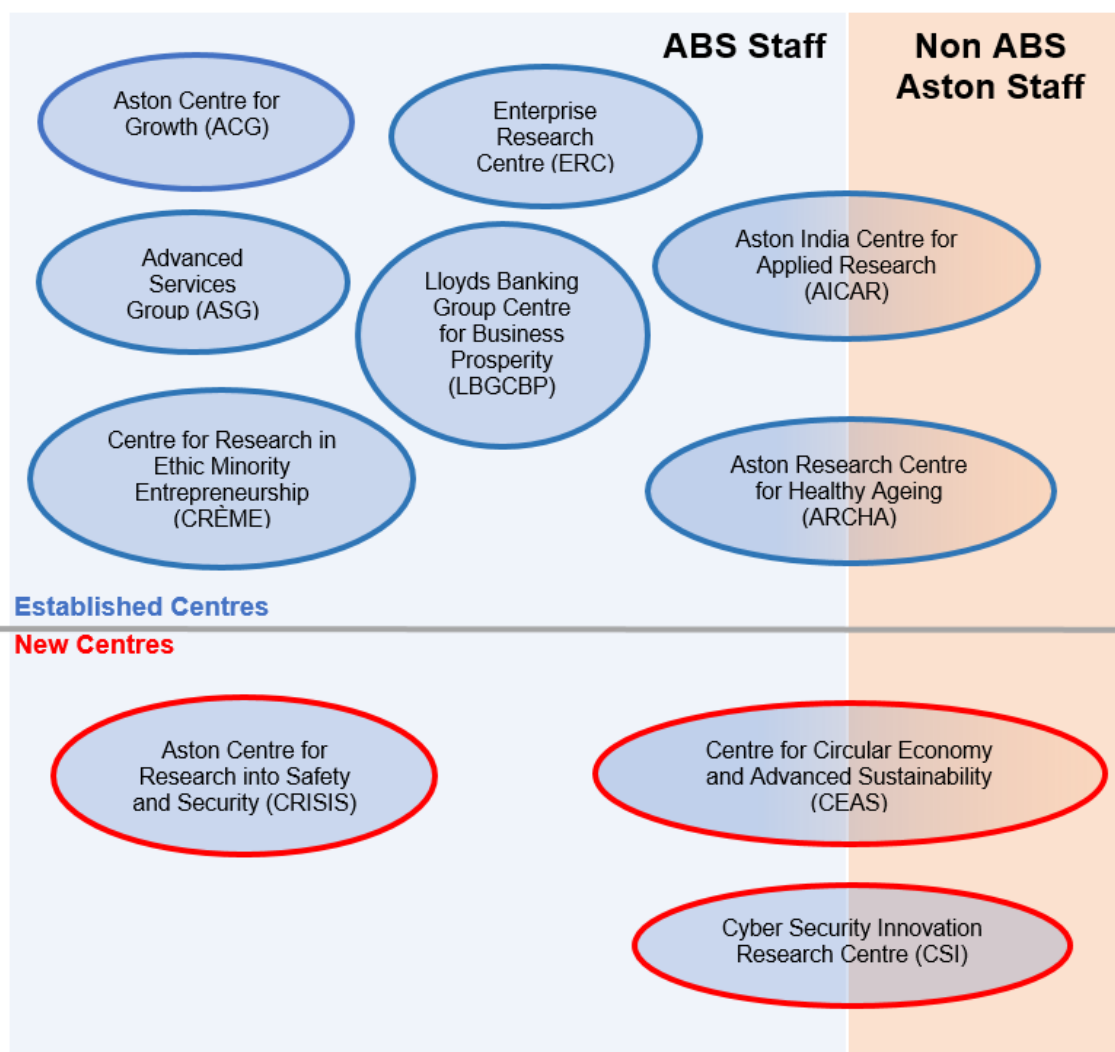 ABS Staff
Non ABS
Aston Staff
Aston Centre for
Growth (ACG)
Enterprise
Research
Centre (ERC)
Advanced
Services
Group (ASG)
Lloyds Banking
Group Centre
for Business
Prosperity
(LBGCBP)
Aston India Centre for
Applied Research
(AICAR)
Centre for Research in
Ethic Minority
Entrepreneurship
(CRÈME)
Aston Research Centre
for Healthy Ageing
(ARCHA)
Established Centres
New Centres
Aston Centre for
Research into Safety
and Security (CRISIS)
Centre for Circular Economy
and Advanced Sustainability
(CEAS)
Cyber Security Innovation
Research Centre (CSI)